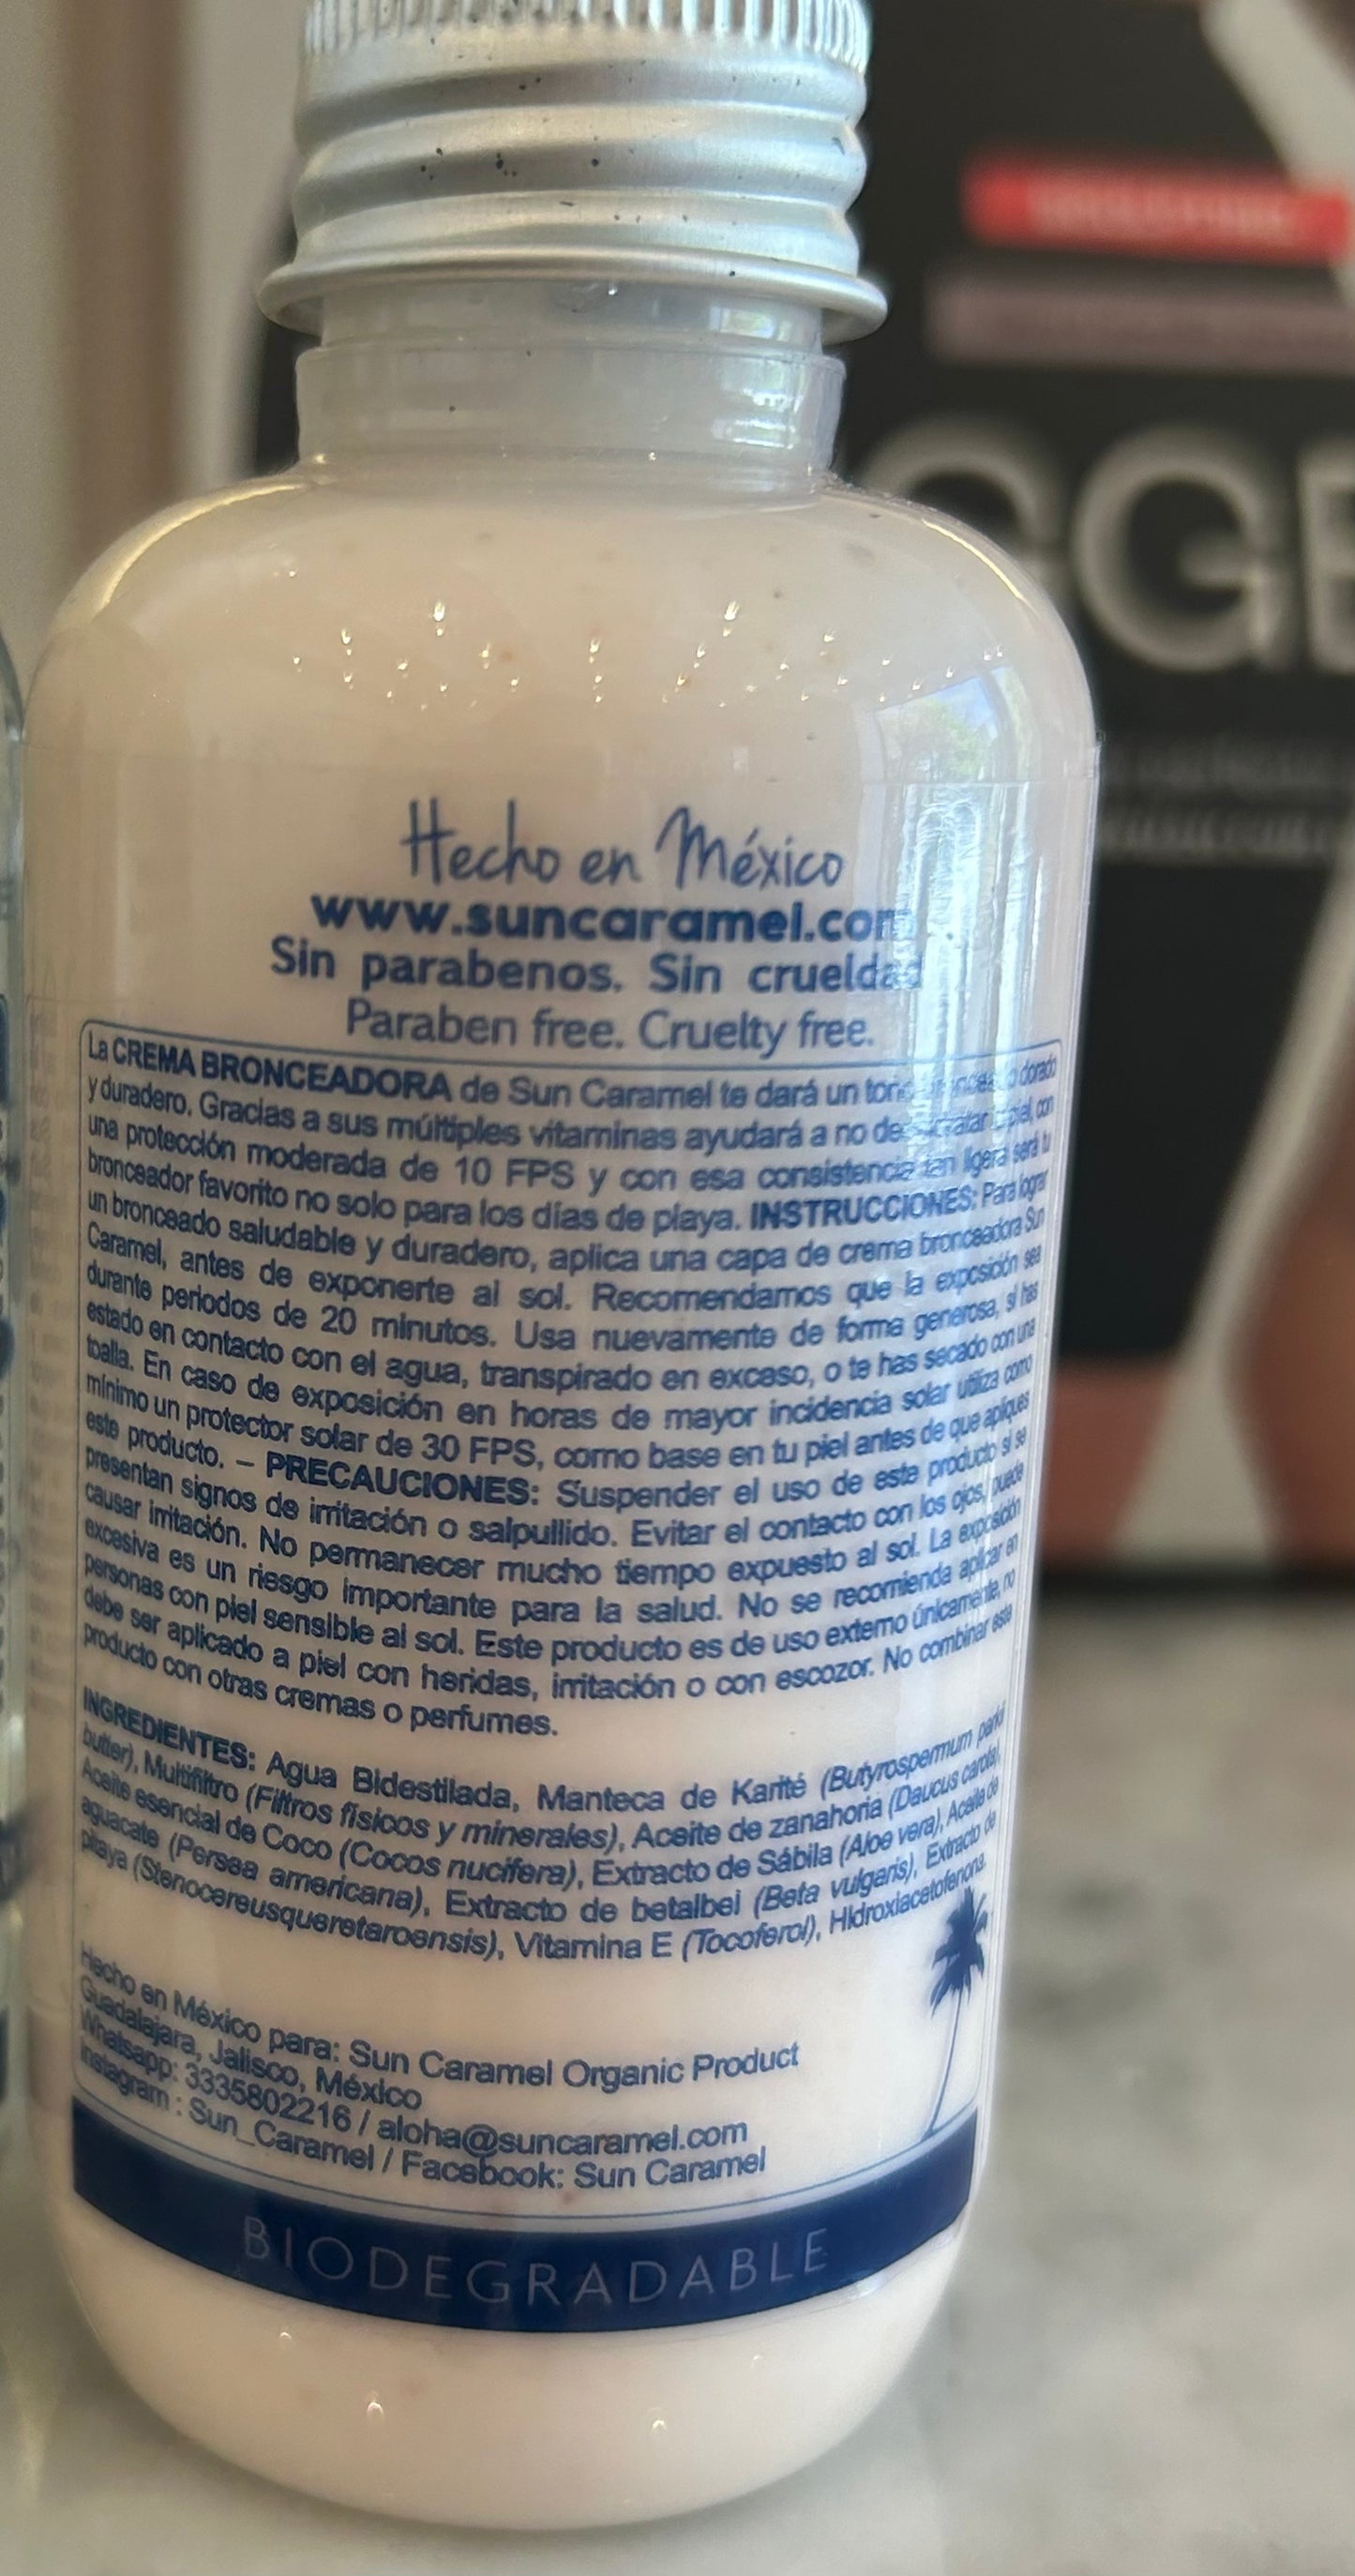 Hecho en México
www.suncaramel.com
Sin parabenos. Sin crueldad
Paraben free. Cruelty free.
La CREMA BRONCEADORA de Sun Caramel te dará un tono bronceado dorado
y duradero. Gracias a sus múltiples vitaminas ayudará a no deshidratar tu piel, con
una protección moderada de 10 FPS y con esa consistencia tan ligera será tu
bronceador favorito no solo para los días de playa. INSTRUCCIONES: Para lograr
un bronceado saludable y duradero, aplica una capa de crema bronceadora Sun
Caramel, antes de exponerte al sol. Recomendamos que la exposición sea
durante periodos de 20 minutos. Usa nuevamente de forma generosa, si has
estado en contacto con el agua, transpirado en exceso, o te has secado con una
toalla. En caso de exposición en horas de mayor incidencia solar utiliza como
mínimo un protector solar de 30 FPS, como base en tu piel antes de que apliques
este producto. – PRECAUCIONES: Suspender el uso de este producto si se
presentan signos de irritación o salpullido. Evitar el contacto con los ojos, puede
causar irritación. No permanecer mucho tiempo expuesto al sol. La exposición
excesiva es un riesgo importante para la salud. No se recomienda aplicar en
personas con piel sensible al sol. Este producto es de uso externo únicamente, no
debe ser aplicado a piel con heridas, irritación o con escozor. No combinar este
producto con otras cremas o perfumes.
INGREDIENTES: Agua Bidestilada, Manteca de Karité (Butyrospermum parkii
butter), Multifiltro (Filtros físicos y minerales), Aceite de zanahoria (Daucus carota),
Aceite esencial de Coco (Cocos nucifera), Extracto de Sábila (Aloe vera), Aceite de
aguacate (Persea americana), Extracto de betalbel (Beta vulgaris), Extracto de
pitaya (Stenocereusqueretaroensis), Vitamina E (Tocoferol), Hidroxiacetofenona.
Hecho en México para: Sun Caramel Organic Product
Guadalajara, Jalisco, México
Whatsapp: 3335802216 / aloha@suncaramel.com
Instagram : Sun_Caramel / Facebook: Sun Caramel
BIODEGRADABLE